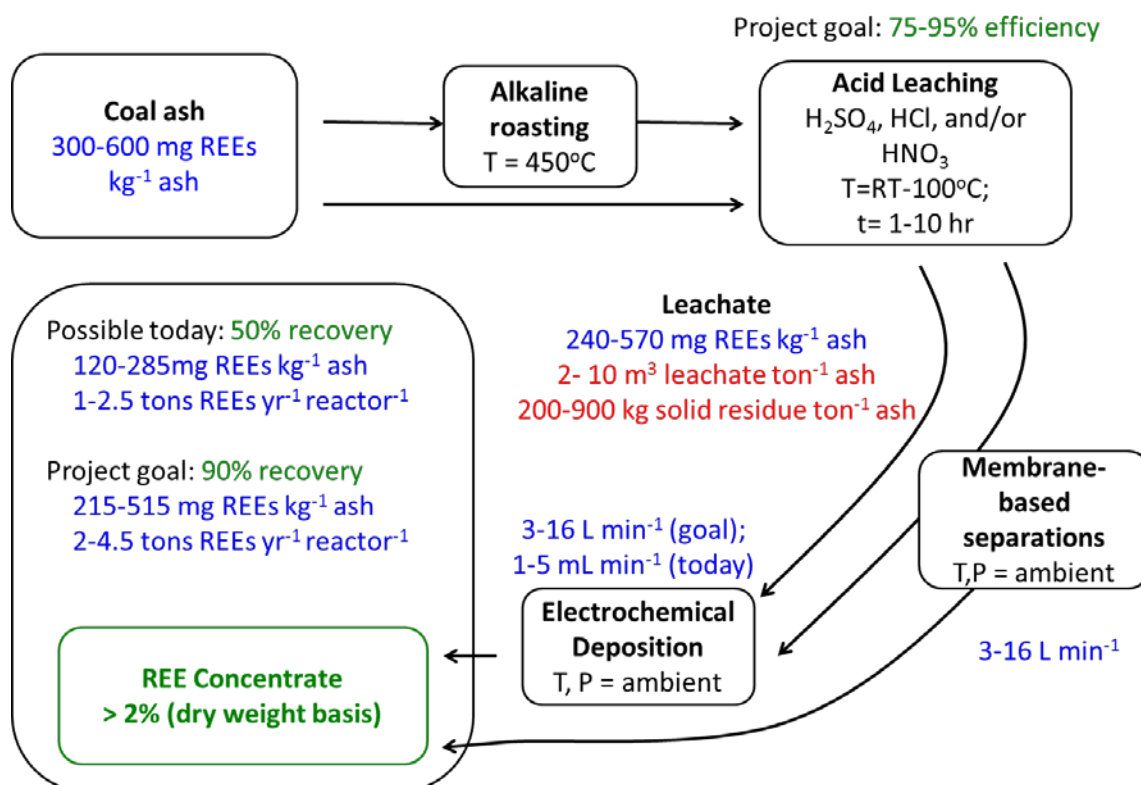 Project goal: 75-95% efficiency
Coal ash
300-600 mg REEs
kg⁻¹ ash
Alkaline
roasting
T = 450°C
Acid Leaching
H₂SO₄, HCl, and/or
HNO₃
T=RT-100°C;
t= 1-10 hr
Possible today: 50% recovery
120-285mg REEs kg⁻¹ ash
1-2.5 tons REEs yr⁻¹ reactor⁻¹
Project goal: 90% recovery
215-515 mg REEs kg⁻¹ ash
2-4.5 tons REEs yr⁻¹ reactor⁻¹
REE Concentrate
> 2% (dry weight basis)
Leachate
240-570 mg REEs kg⁻¹ ash
2- 10 m³ leachate ton⁻¹ ash
200-900 kg solid residue ton⁻¹ ash
3-16 L min⁻¹ (goal);
1-5 mL min⁻¹ (today)
Electrochemical
Deposition
T, P = ambient
Membrane-
based
separations
T,P = ambient
3-16 L min⁻¹